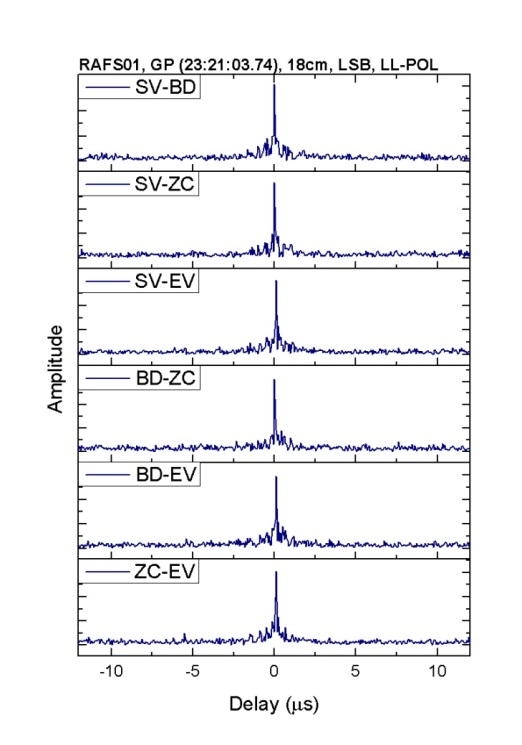 RAFS01, GP (23:21:03.74), 18cm, LSB, LL-POL
SV-BD
SV-ZC
SV-EV
BD-ZC
BD-EV
ZC-EV
Amplitude
-10 -5 0 5 10
Delay (μs)